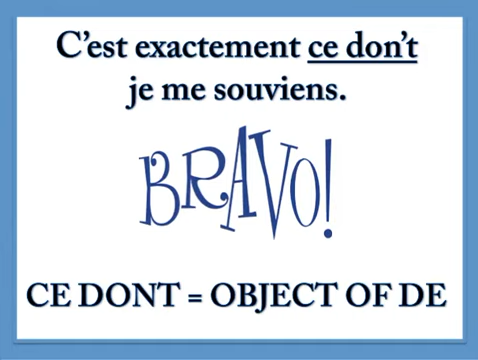 C'est exactement ce don't
je me souviens.
BRAVO!
CE DONT = OBJECT OF DE